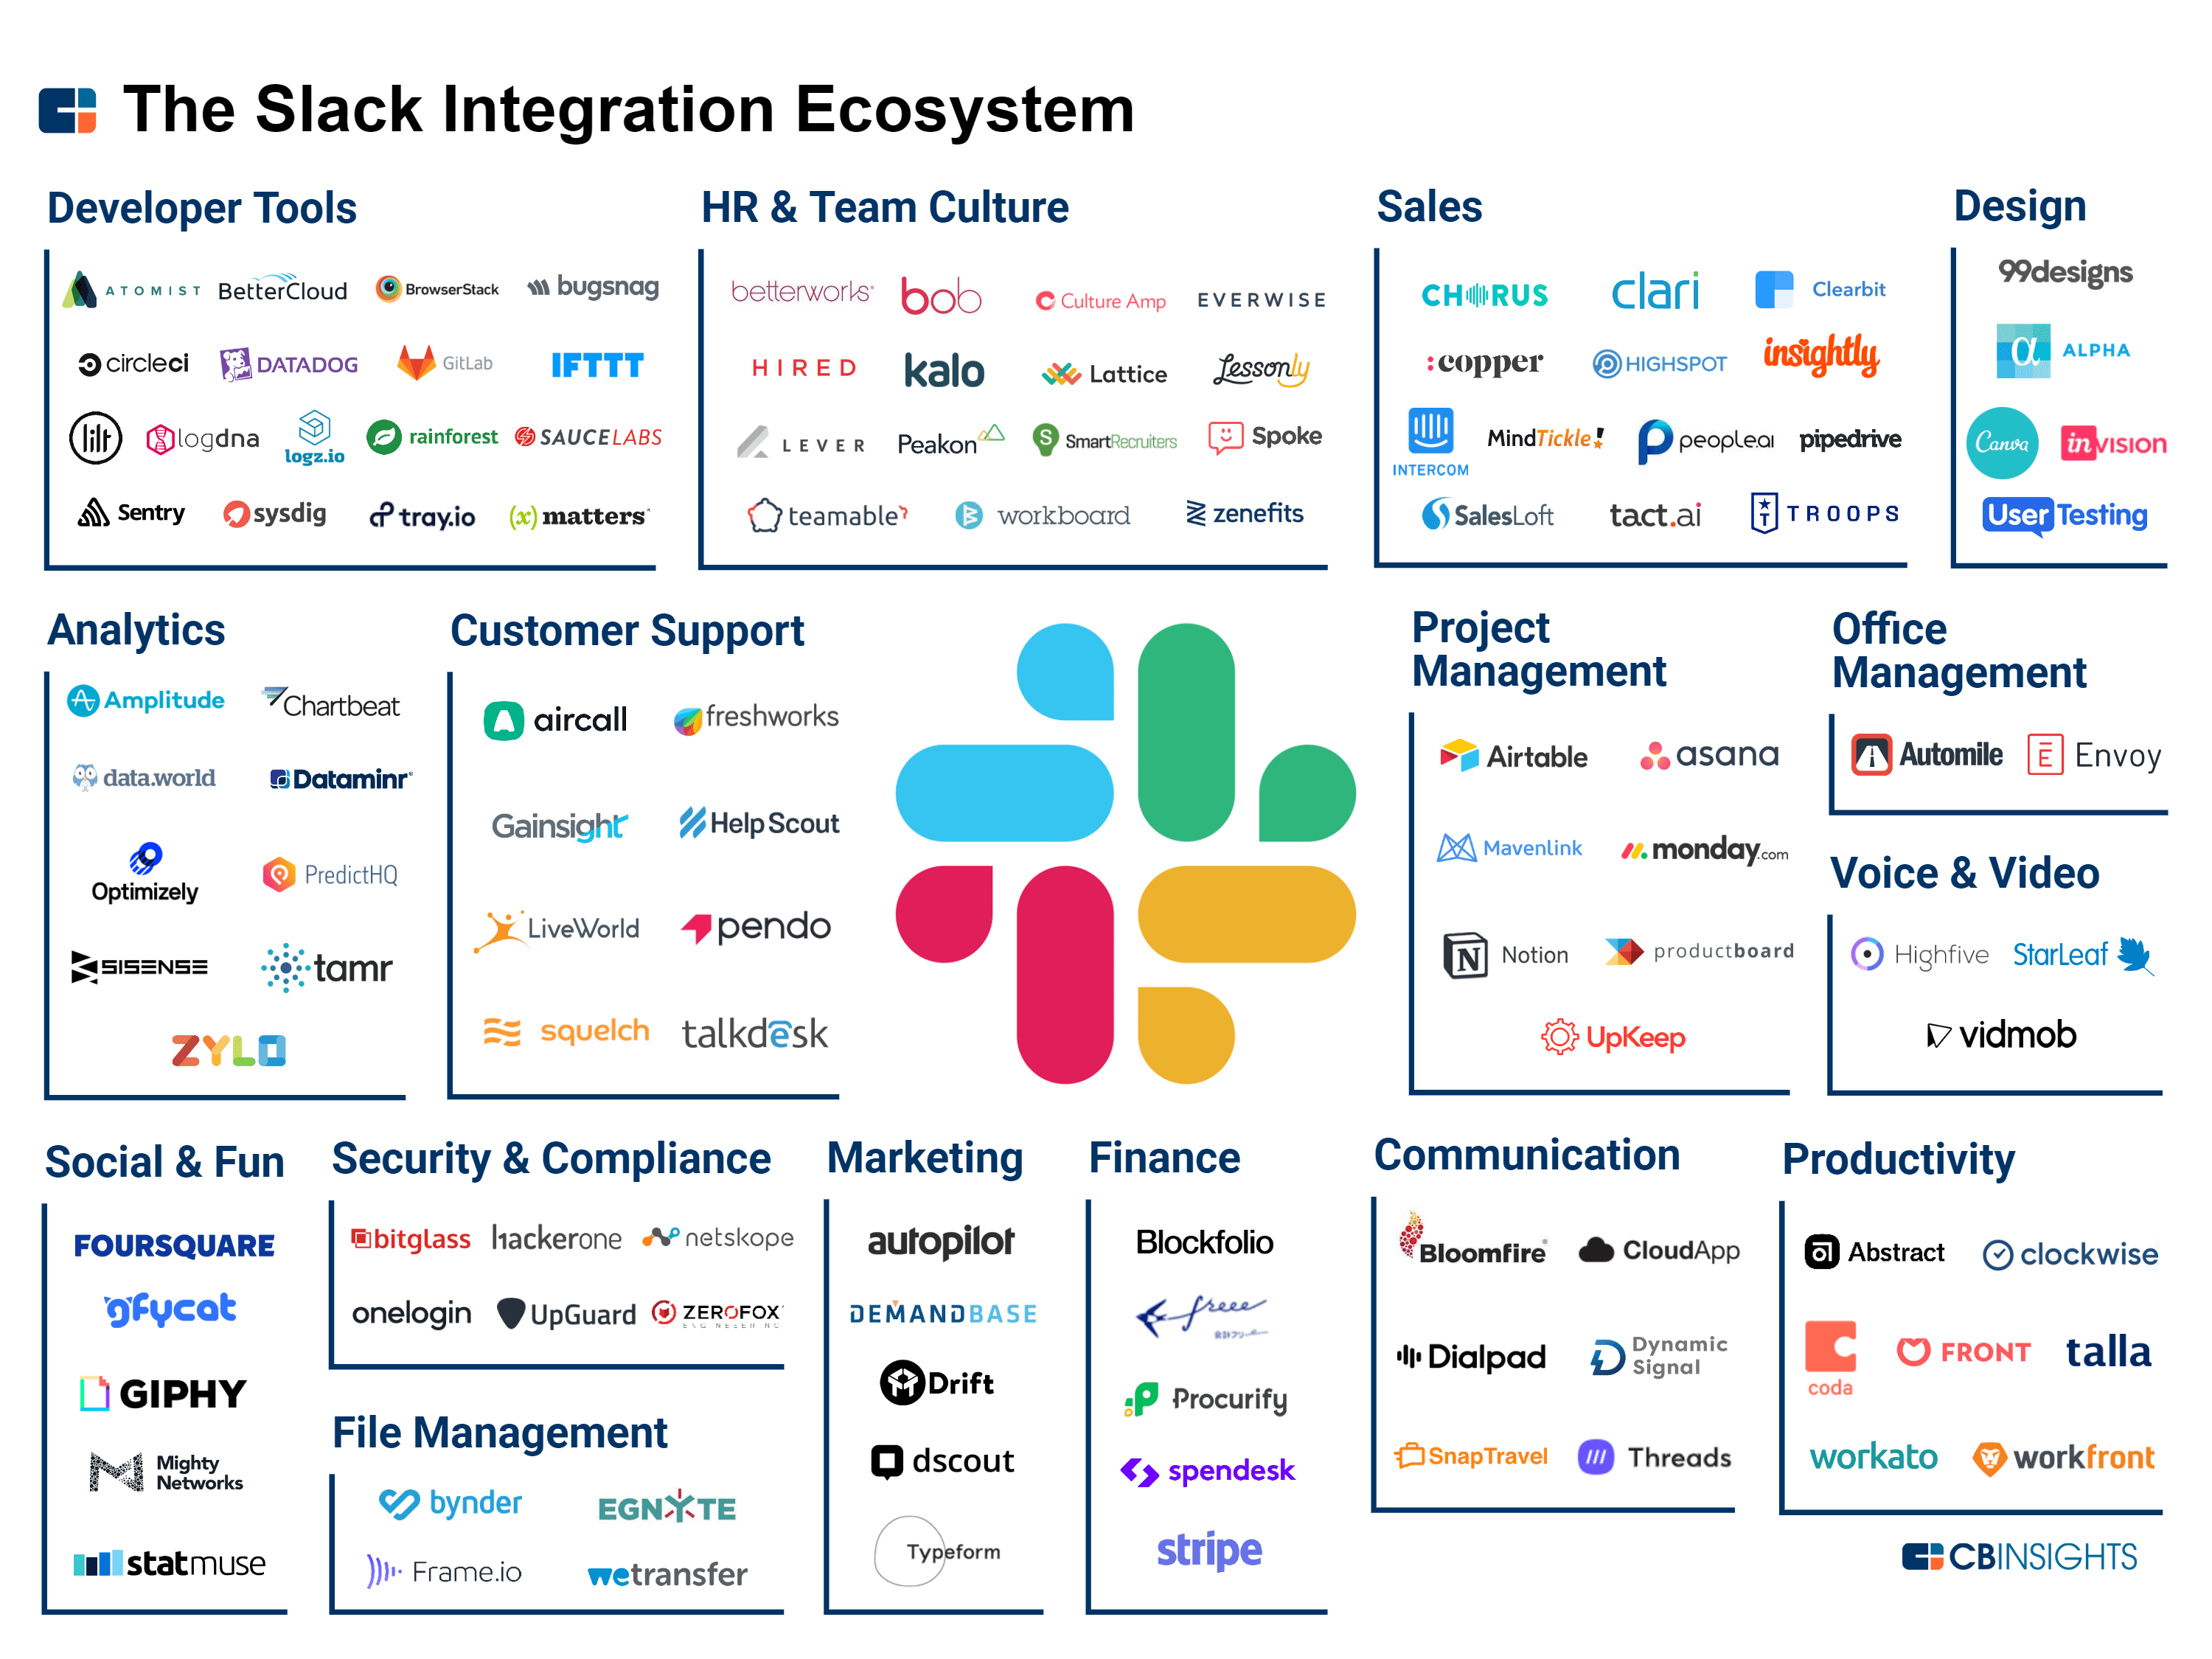 The Slack Integration Ecosystem
Developer Tools
ATOMIST BetterCloud BrowserStack bugsnag
circleci DATADOG GitLab IFTTT
lilt logdna logz.io rainforest SAUCELABS
Sentry sysdig tray.io (x)matters
HR & Team Culture
betterworks bob Culture Amp EVERWISE
HIRED kalo Lattice Lessonly
LEVER Peakon SmartRecruiters Spoke
teamable workboard zenefits
Sales
CHORUS clari Clearbit
:copper HIGHSPOT insightly
INTERCOM MindTickle! people.ai pipedrive
SalesLoft tact.ai TROOPS
Design
99designs
α ALPHA
Canva inVISION
UserTesting
Analytics
Amplitude Chartbeat
data.world Dataminr
Optimizely PredictHQ
SISENSE tamr
ZYLO
Customer Support
aircall freshworks
Gainsight Help Scout
LiveWorld pendo
squelch talkdesk
Project
Management
Airtable asana
Mavenlink monday.com
Notion productboard
UpKeep
Office
Management
Automile Envoy
Voice & Video
Highfive StarLeaf
vidmob
Social & Fun
FOURSQUARE
gfycat
GIPHY
Mighty
Networks
statmuse
Security & Compliance
bitglass hackerone netskope
onelogin UpGuard ZEROFOX
File Management
bynder EGNYTE
Frame.io wetransfer
Marketing
autopilot
DEMANDBASE
Drift
dscout
Typeform
Finance
Blockfolio
freee
会計フリー
Procurify
spendesk
stripe
Communication
Bloomfire CloudApp
Dialpad Dynamic
Signal
SnapTravel Threads
Productivity
Abstract clockwise
coda FRONT talla
workato workfront
CBINSIGHTS